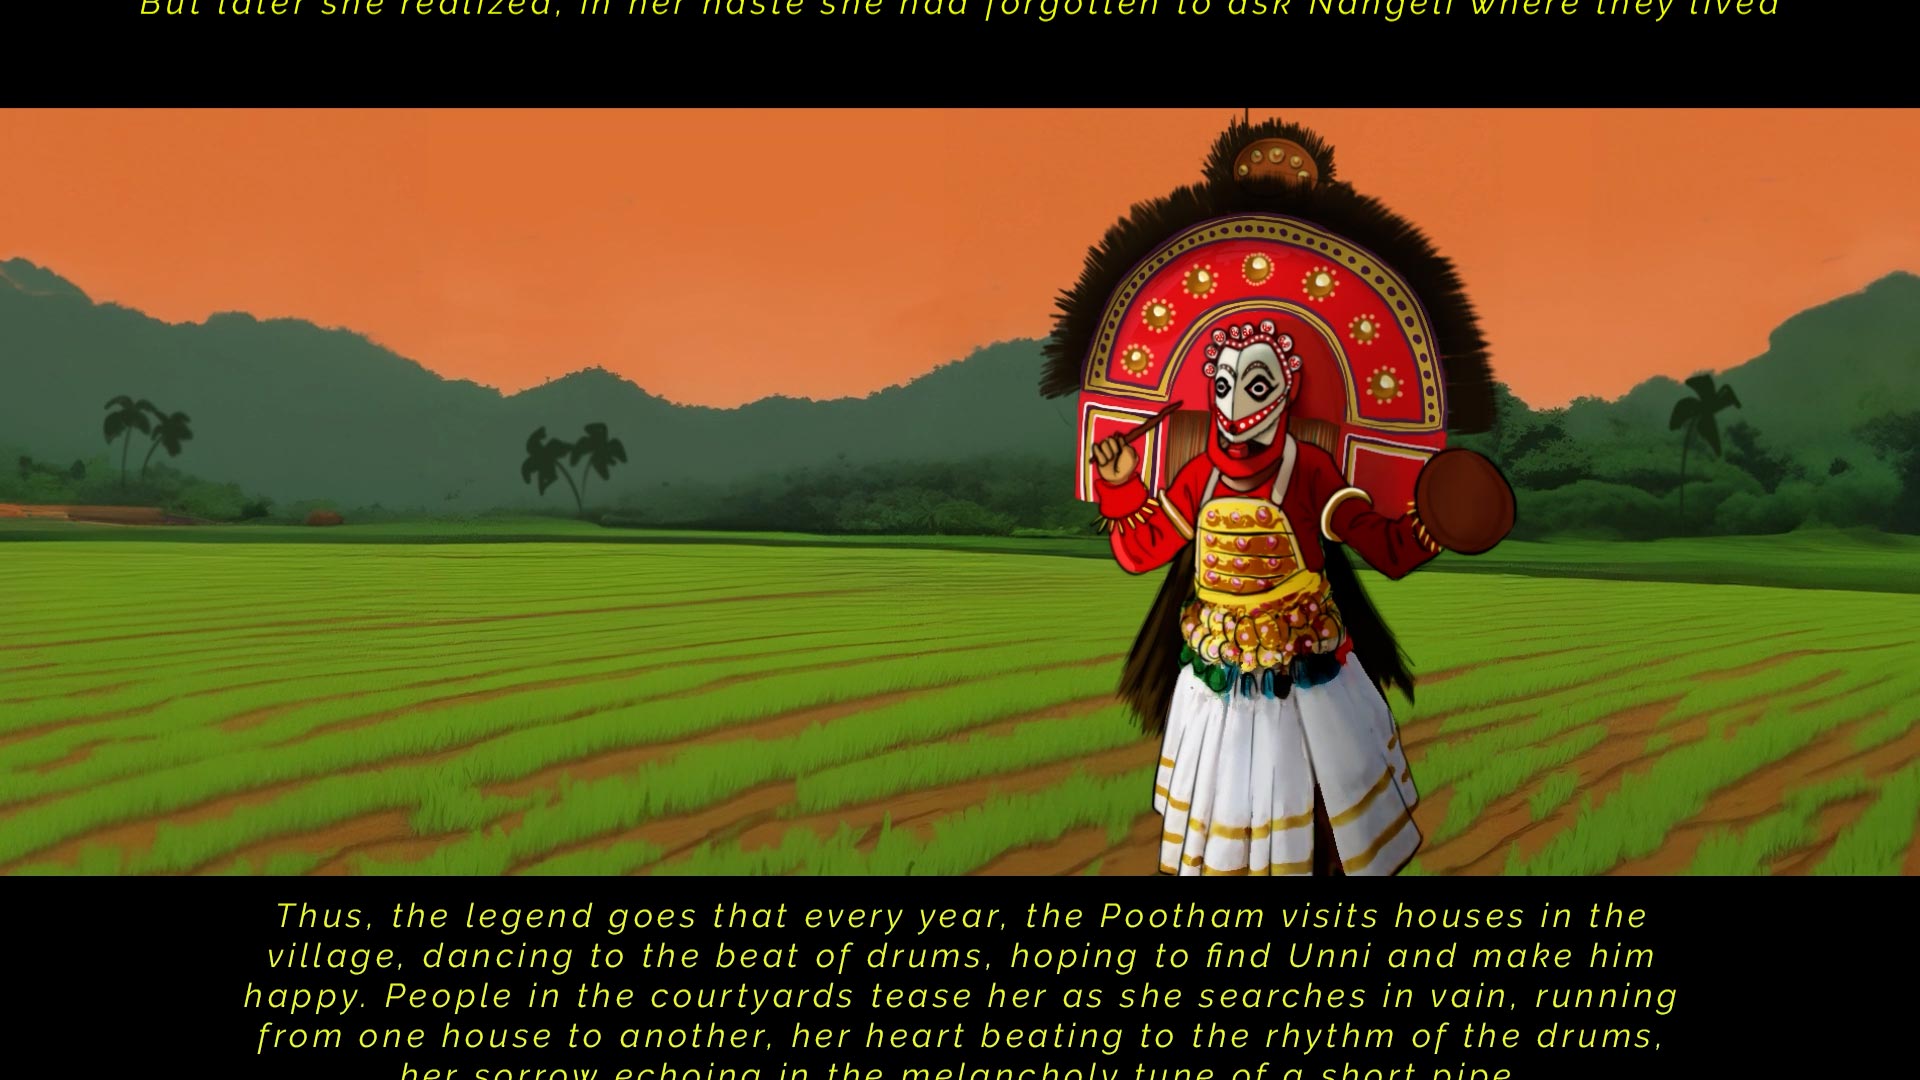 But later she realized, in her haste she had forgotten to ask Nangeli where they lived
Thus, the legend goes that every year, the Pootham visits houses in the
village, dancing to the beat of drums, hoping to find Unni and make him
happy. People in the courtyards tease her as she searches in vain, running
from one house to another, her heart beating to the rhythm of the drums,
her sorrow echoing in the melancholy tune of a short pipe